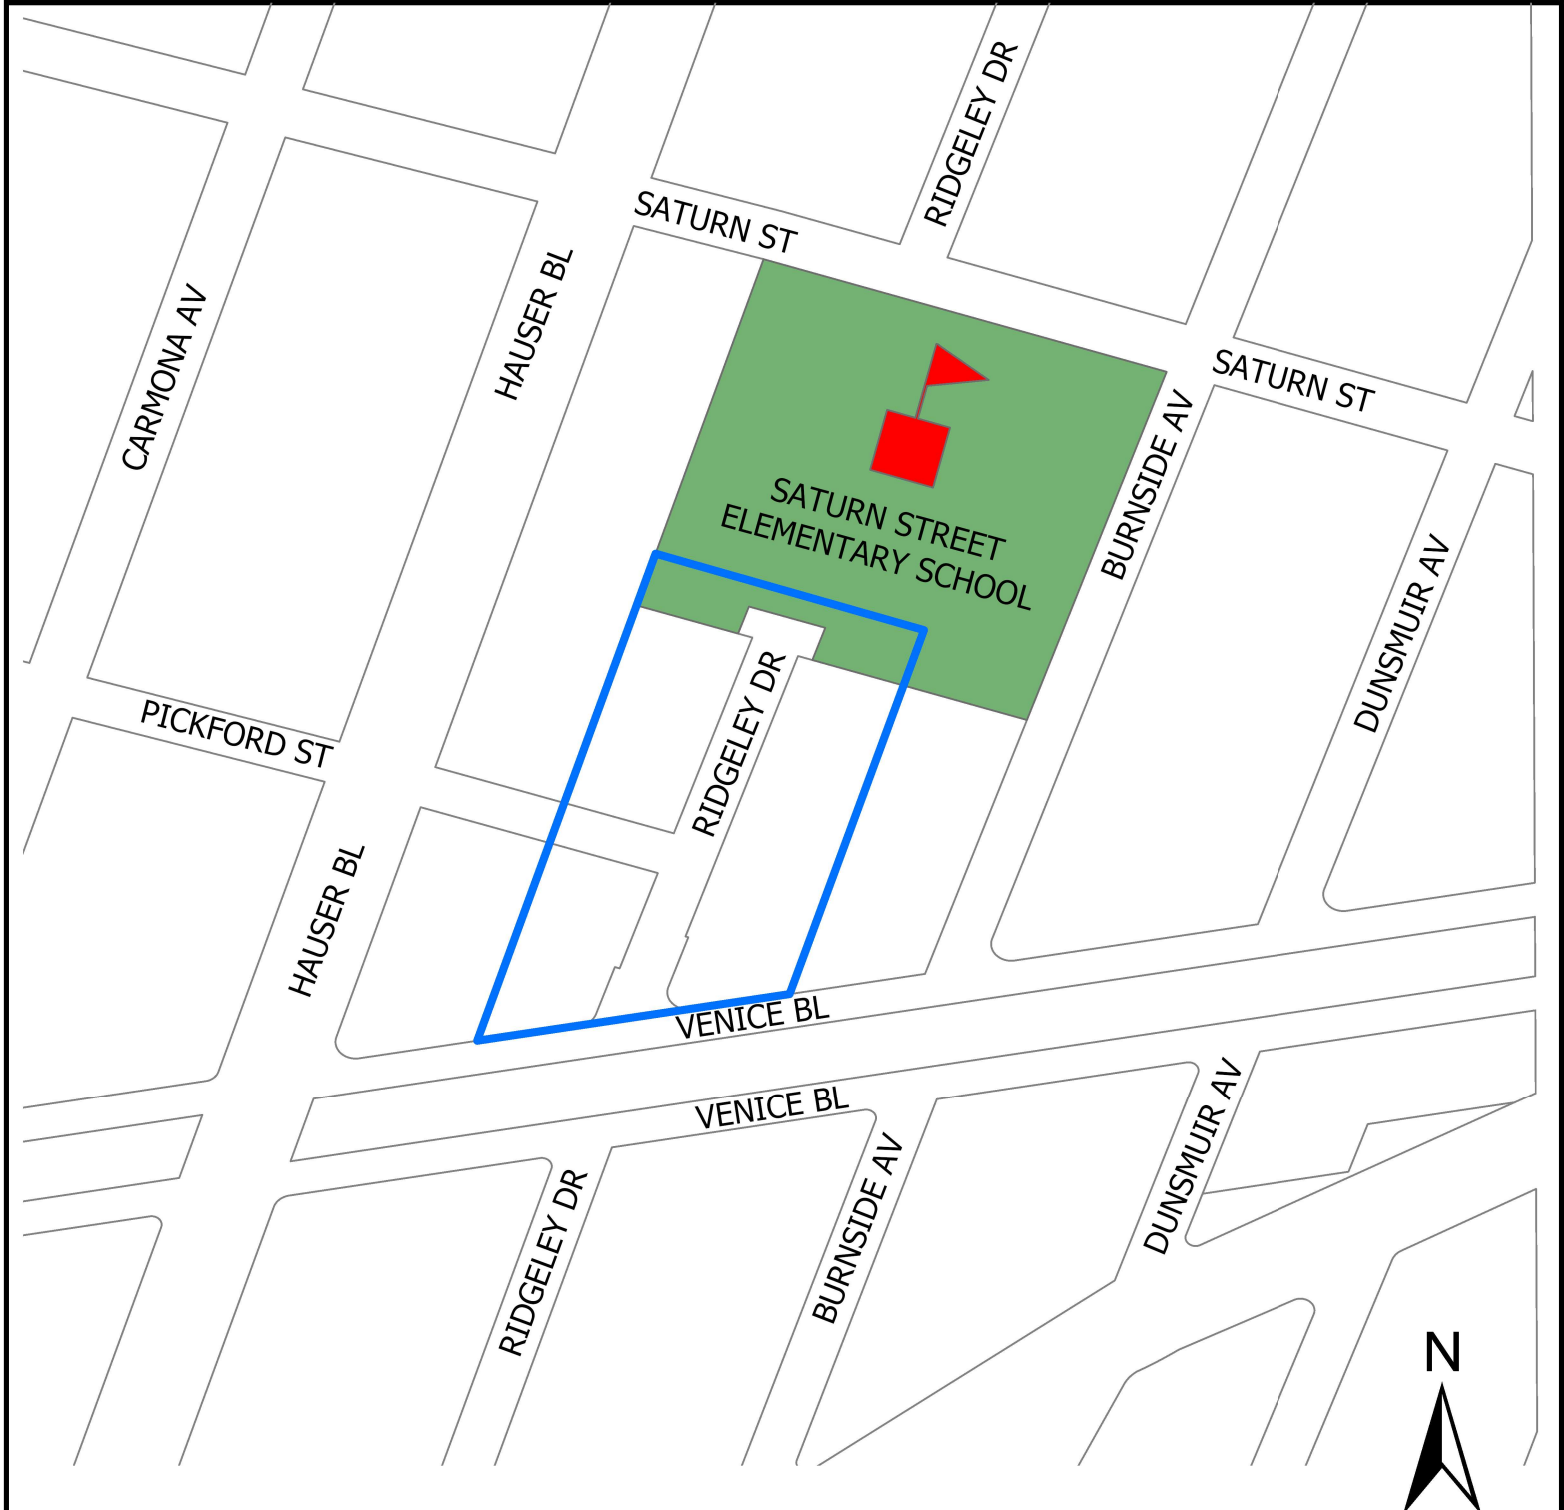 RIDGELEY DR
SATURN ST
HAUSER BL
CARMONA AV
SATURN ST
BURNSIDE AV
SATURN STREET
ELEMENTARY SCHOOL
DUNSMUIR AV
RIDGELEY DR
PICKFORD ST
HAUSER BL
VENICE BL
VENICE BL
DUNSMUIR AV
BURNSIDE AV
RIDGELEY DR
N